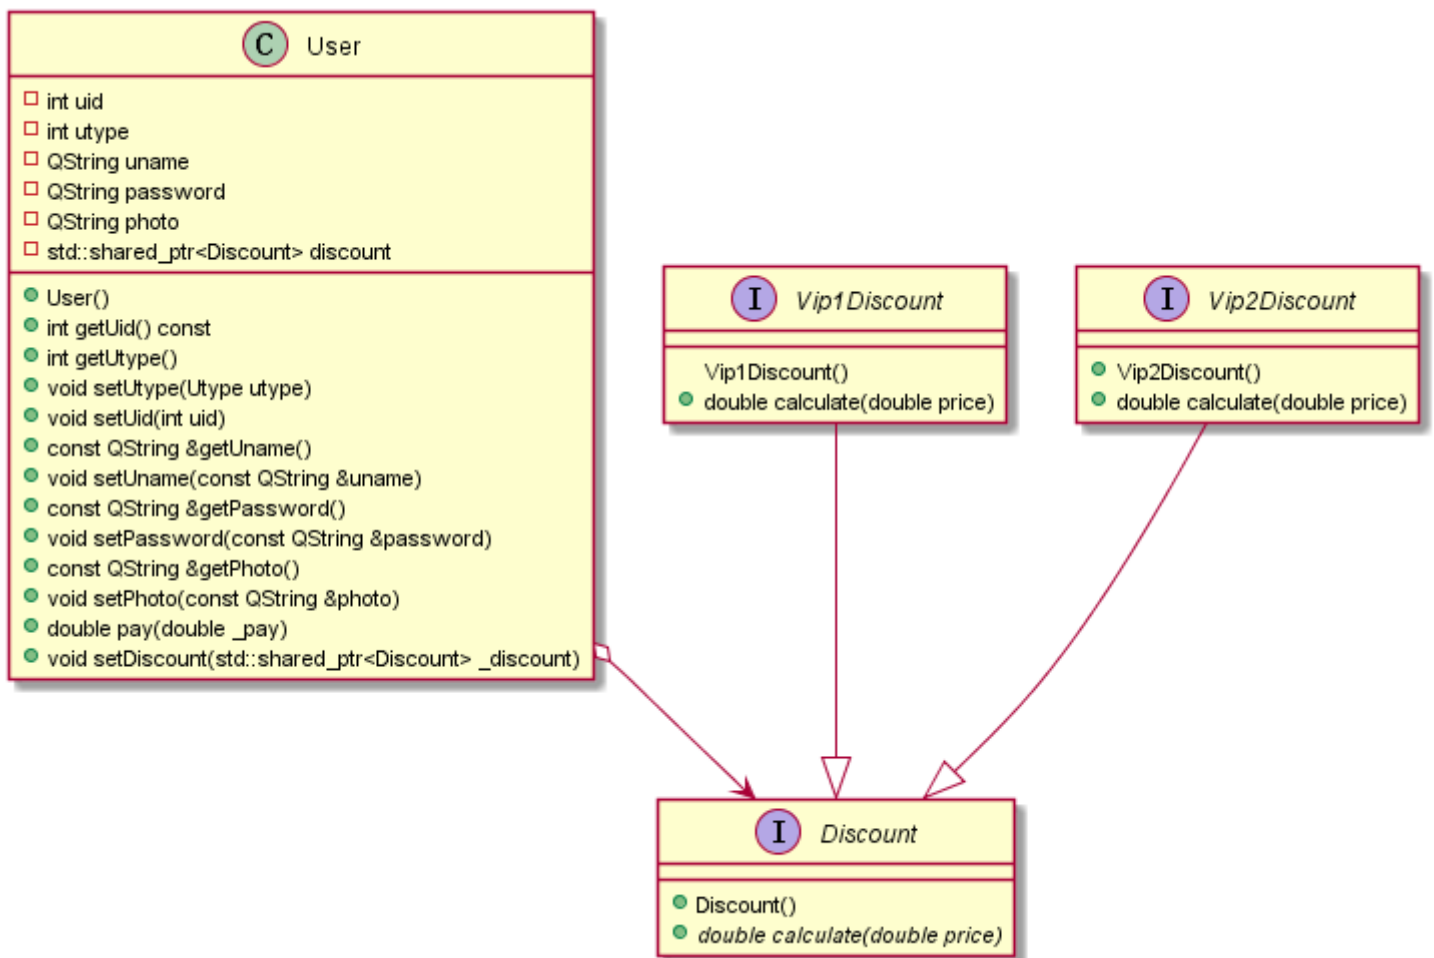 C User
int uid
int utype
QString uname
QString password
QString photo
std::shared_ptr<Discount> discount
User()
int getUid() const
int getUtype()
void setUtype(Utype utype)
void setUid(int uid)
const QString &getUname()
void setUname(const QString &uname)
const QString &getPassword()
void setPassword(const QString &password)
const QString &getPhoto()
void setPhoto(const QString &photo)
double pay(double _pay)
void setDiscount(std::shared_ptr<Discount> _discount)
I Vip1Discount
Vip1Discount()
double calculate(double price)
I Vip2Discount
Vip2Discount()
double calculate(double price)
I Discount
Discount()
double calculate(double price)